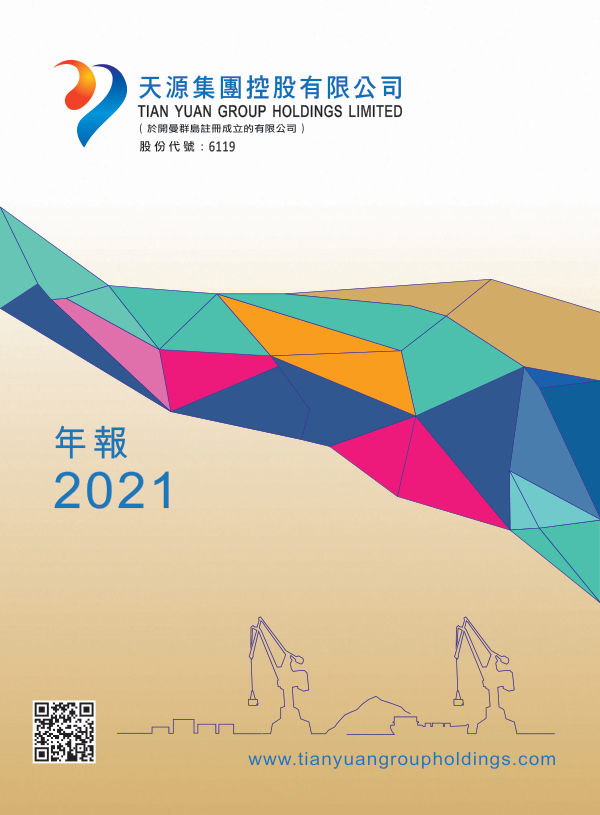 天源集團控股有限公司
TIAN YUAN GROUP HOLDINGS LIMITED
(於開曼群島註冊成立的有限公司)
股份代號：6119
年報
2021
www.tianyuangroupholdings.com